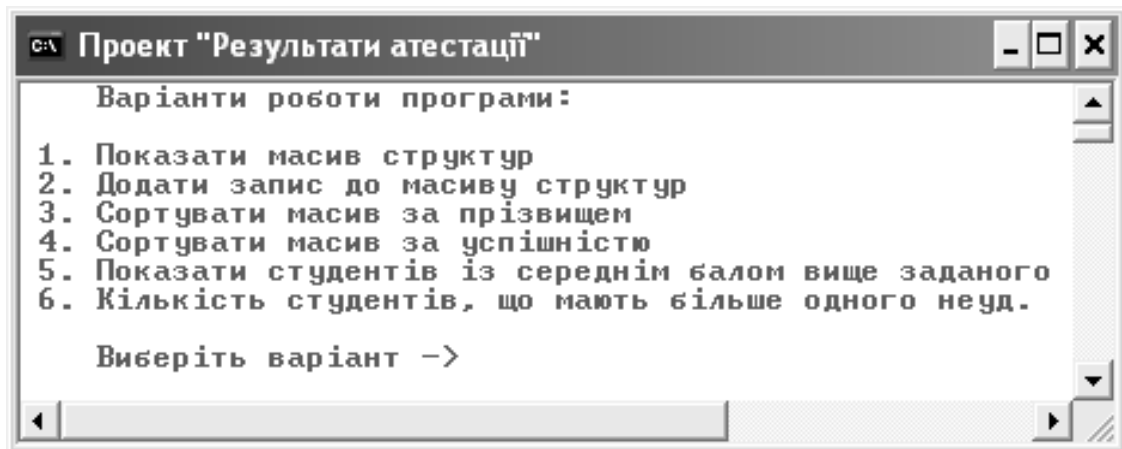 Проект "Результати атестації"
Варіанти роботи програми:
1. Показати масив структур
2. Додати запис до масиву структур
3. Сортувати масив за прізвищем
4. Сортувати масив за успішністю
5. Показати студентів із середнім балом вище заданого
6. Кількість студентів, що мають більше одного неуд.
Виберіть варіант ->